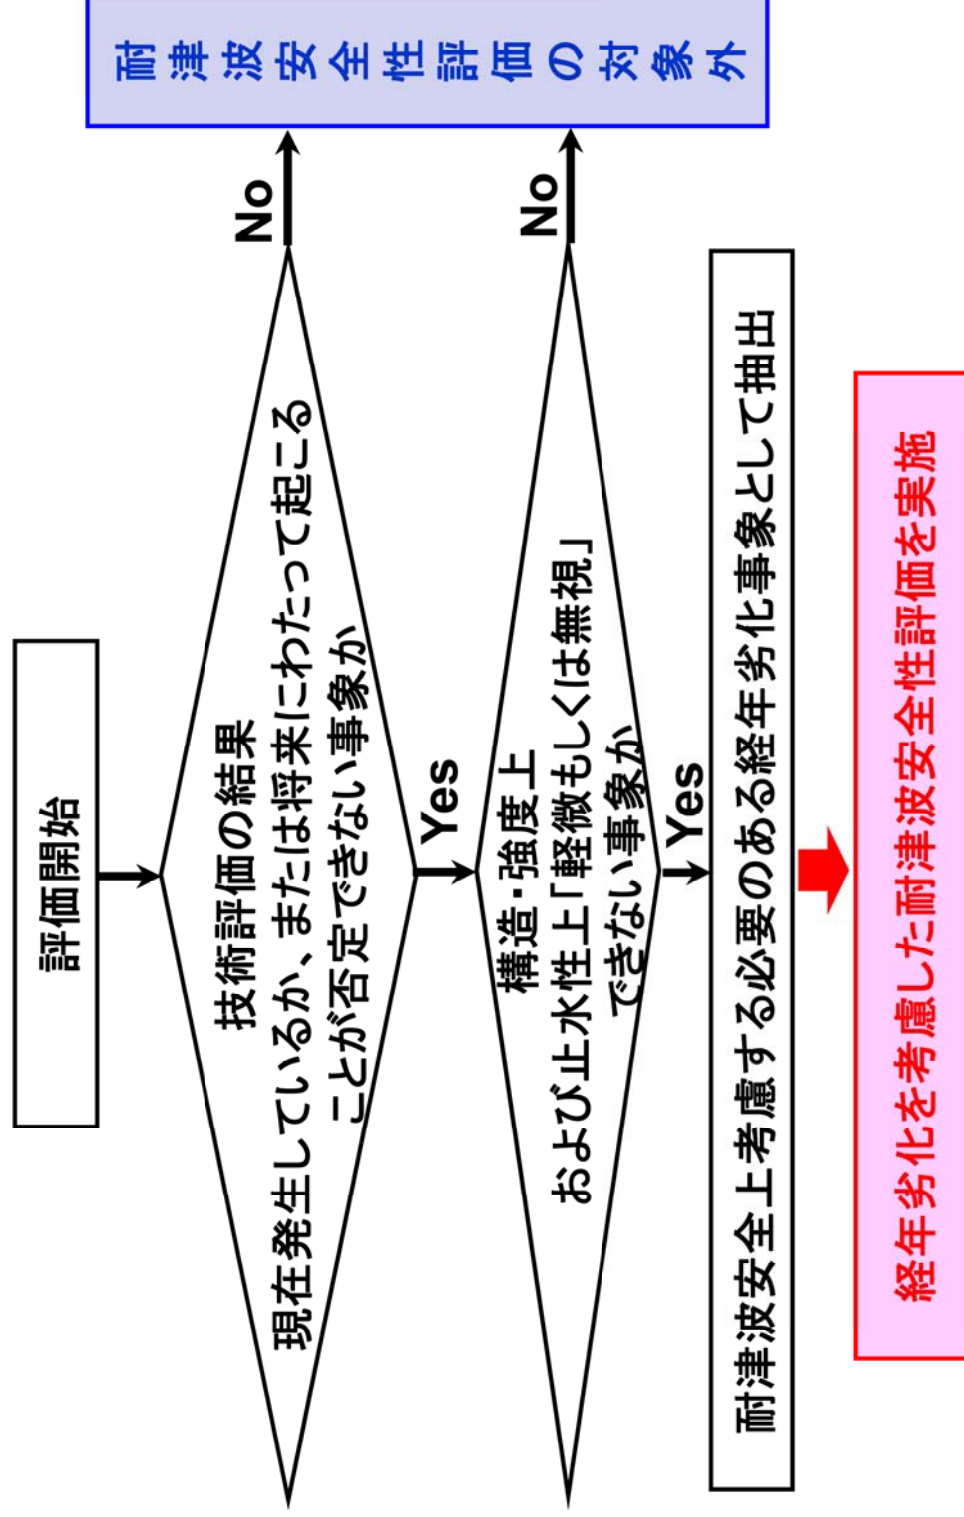 評価開始
技術評価の結果
現在発生しているか、または将来にわたって起こる
ことが否定できない事象か
No
Yes
構造・強度上
および止水性上「軽微もしくは無視」
できない事象か
No
Yes
耐津波安全性評価の対象外
耐津波安全上考慮する必要のある経年劣化事象として抽出
経年劣化を考慮した耐津波安全性評価を実施